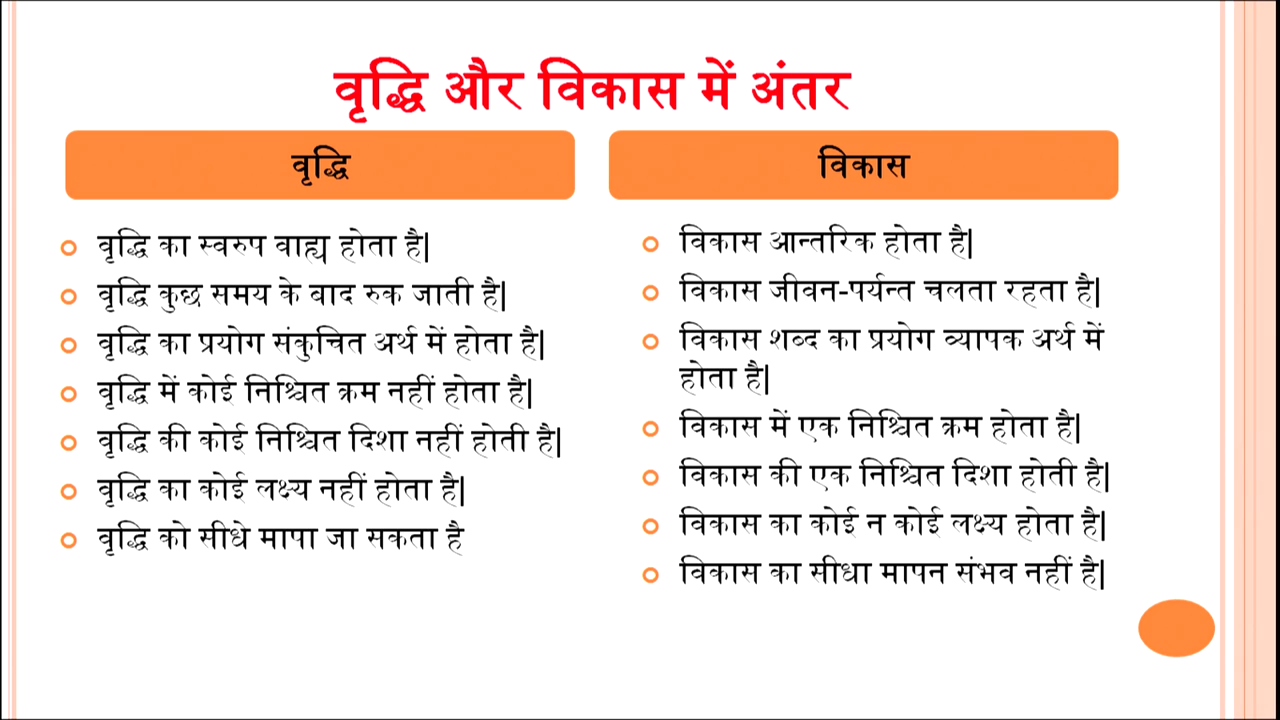 वृद्धि और विकास में अंतर
वृद्धि
वृद्धि का स्वरुप वाह्य होता है|
वृद्धि कुछ समय के बाद रुक जाती है|
वृद्धि का प्रयोग संकुचित अर्थ में होता है|
वृद्धि में कोई निश्चित क्रम नहीं होता है|
वृद्धि की कोई निश्चित दिशा नहीं होती है|
वृद्धि का कोई लक्ष्य नहीं होता है|
वृद्धि को सीधे मापा जा सकता है
विकास
विकास आन्तरिक होता है|
विकास जीवन-पर्यन्त चलता रहता है|
विकास शब्द का प्रयोग व्यापक अर्थ में
होता है|
विकास में एक निश्चित क्रम होता है|
विकास की एक निश्चित दिशा होती है|
विकास का कोई न कोई लक्ष्य होता है|
विकास का सीधा मापन संभव नहीं है|